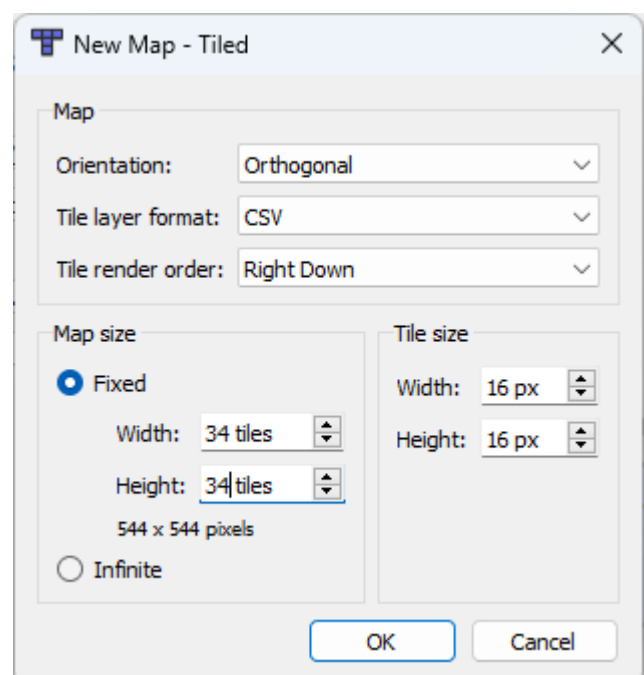 New Map - Tiled
Map
Orientation: Orthogonal
Tile layer format: CSV
Tile render order: Right Down
Map size
Fixed
Width: 34 tiles
Height: 34 tiles
544 x 544 pixels
Infinite
Tile size
Width: 16 px
Height: 16 px
OK Cancel